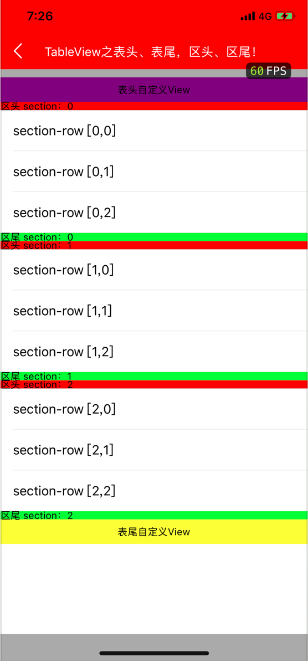 7:26
4G
TableView之表头、表尾，区头、区尾！
60 FPS
表头自定义View
区头 section：0
section-row [0,0]
section-row [0,1]
section-row [0,2]
区尾 section：0
区头 section：1
section-row [1,0]
section-row [1,1]
section-row [1,2]
区尾 section：1
区头 section：2
section-row [2,0]
section-row [2,1]
section-row [2,2]
区尾 section：2
表尾自定义View